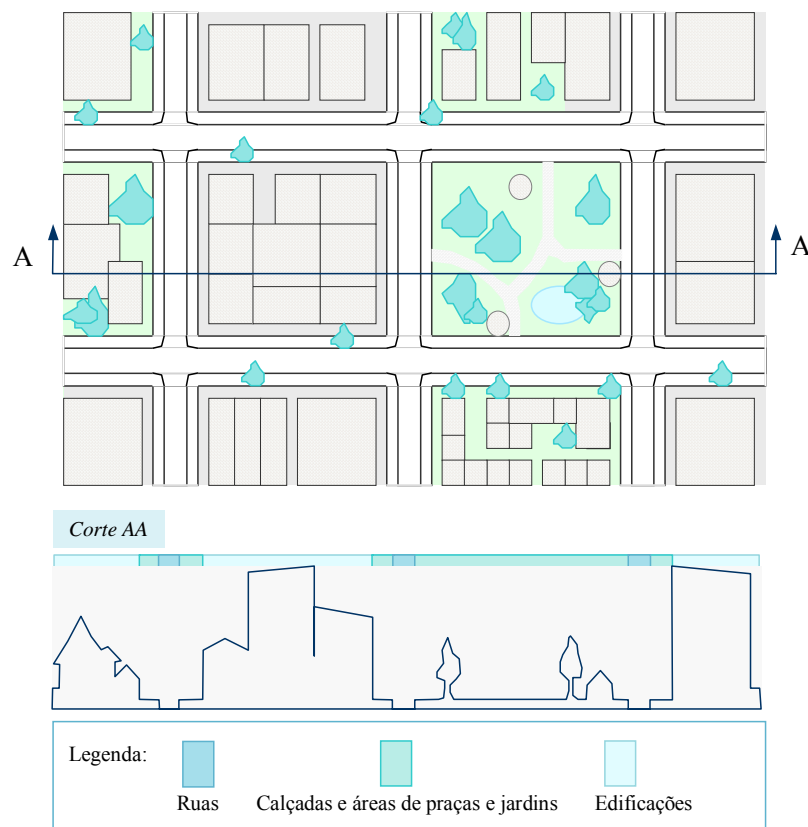 A
A
Corte AA
Legenda:
Ruas
Calçadas e áreas de praças e jardins
Edificações